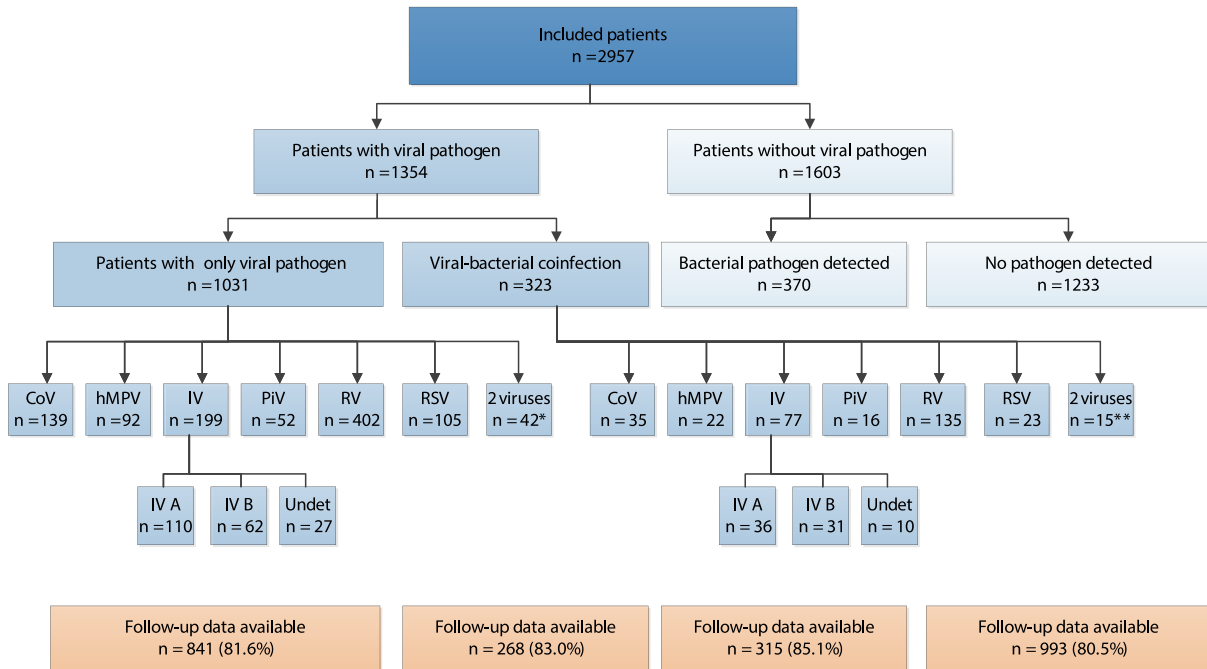 Included patients
n =2957
Patients with viral pathogen
n =1354
Patients without viral pathogen
n =1603
Patients with only viral pathogen
n =1031
Viral-bacterial coinfection
n =323
Bacterial pathogen detected
n =370
No pathogen detected
n =1233
CoV
n =139
hMPV
n =92
IV
n =199
PiV
n =52
RV
n =402
RSV
n =105
2 viruses
n =42*
CoV
n =35
hMPV
n =22
IV
n =77
PiV
n =16
RV
n =135
RSV
n =23
2 viruses
n =15**
IV A
n =110
IV B
n =62
Undet
n = 27
IV A
n =36
IV B
n =31
Undet
n =10
Follow-up data available
n = 841 (81.6%)
Follow-up data available
n = 268 (83.0%)
Follow-up data available
n = 315 (85.1%)
Follow-up data available
n = 993 (80.5%)